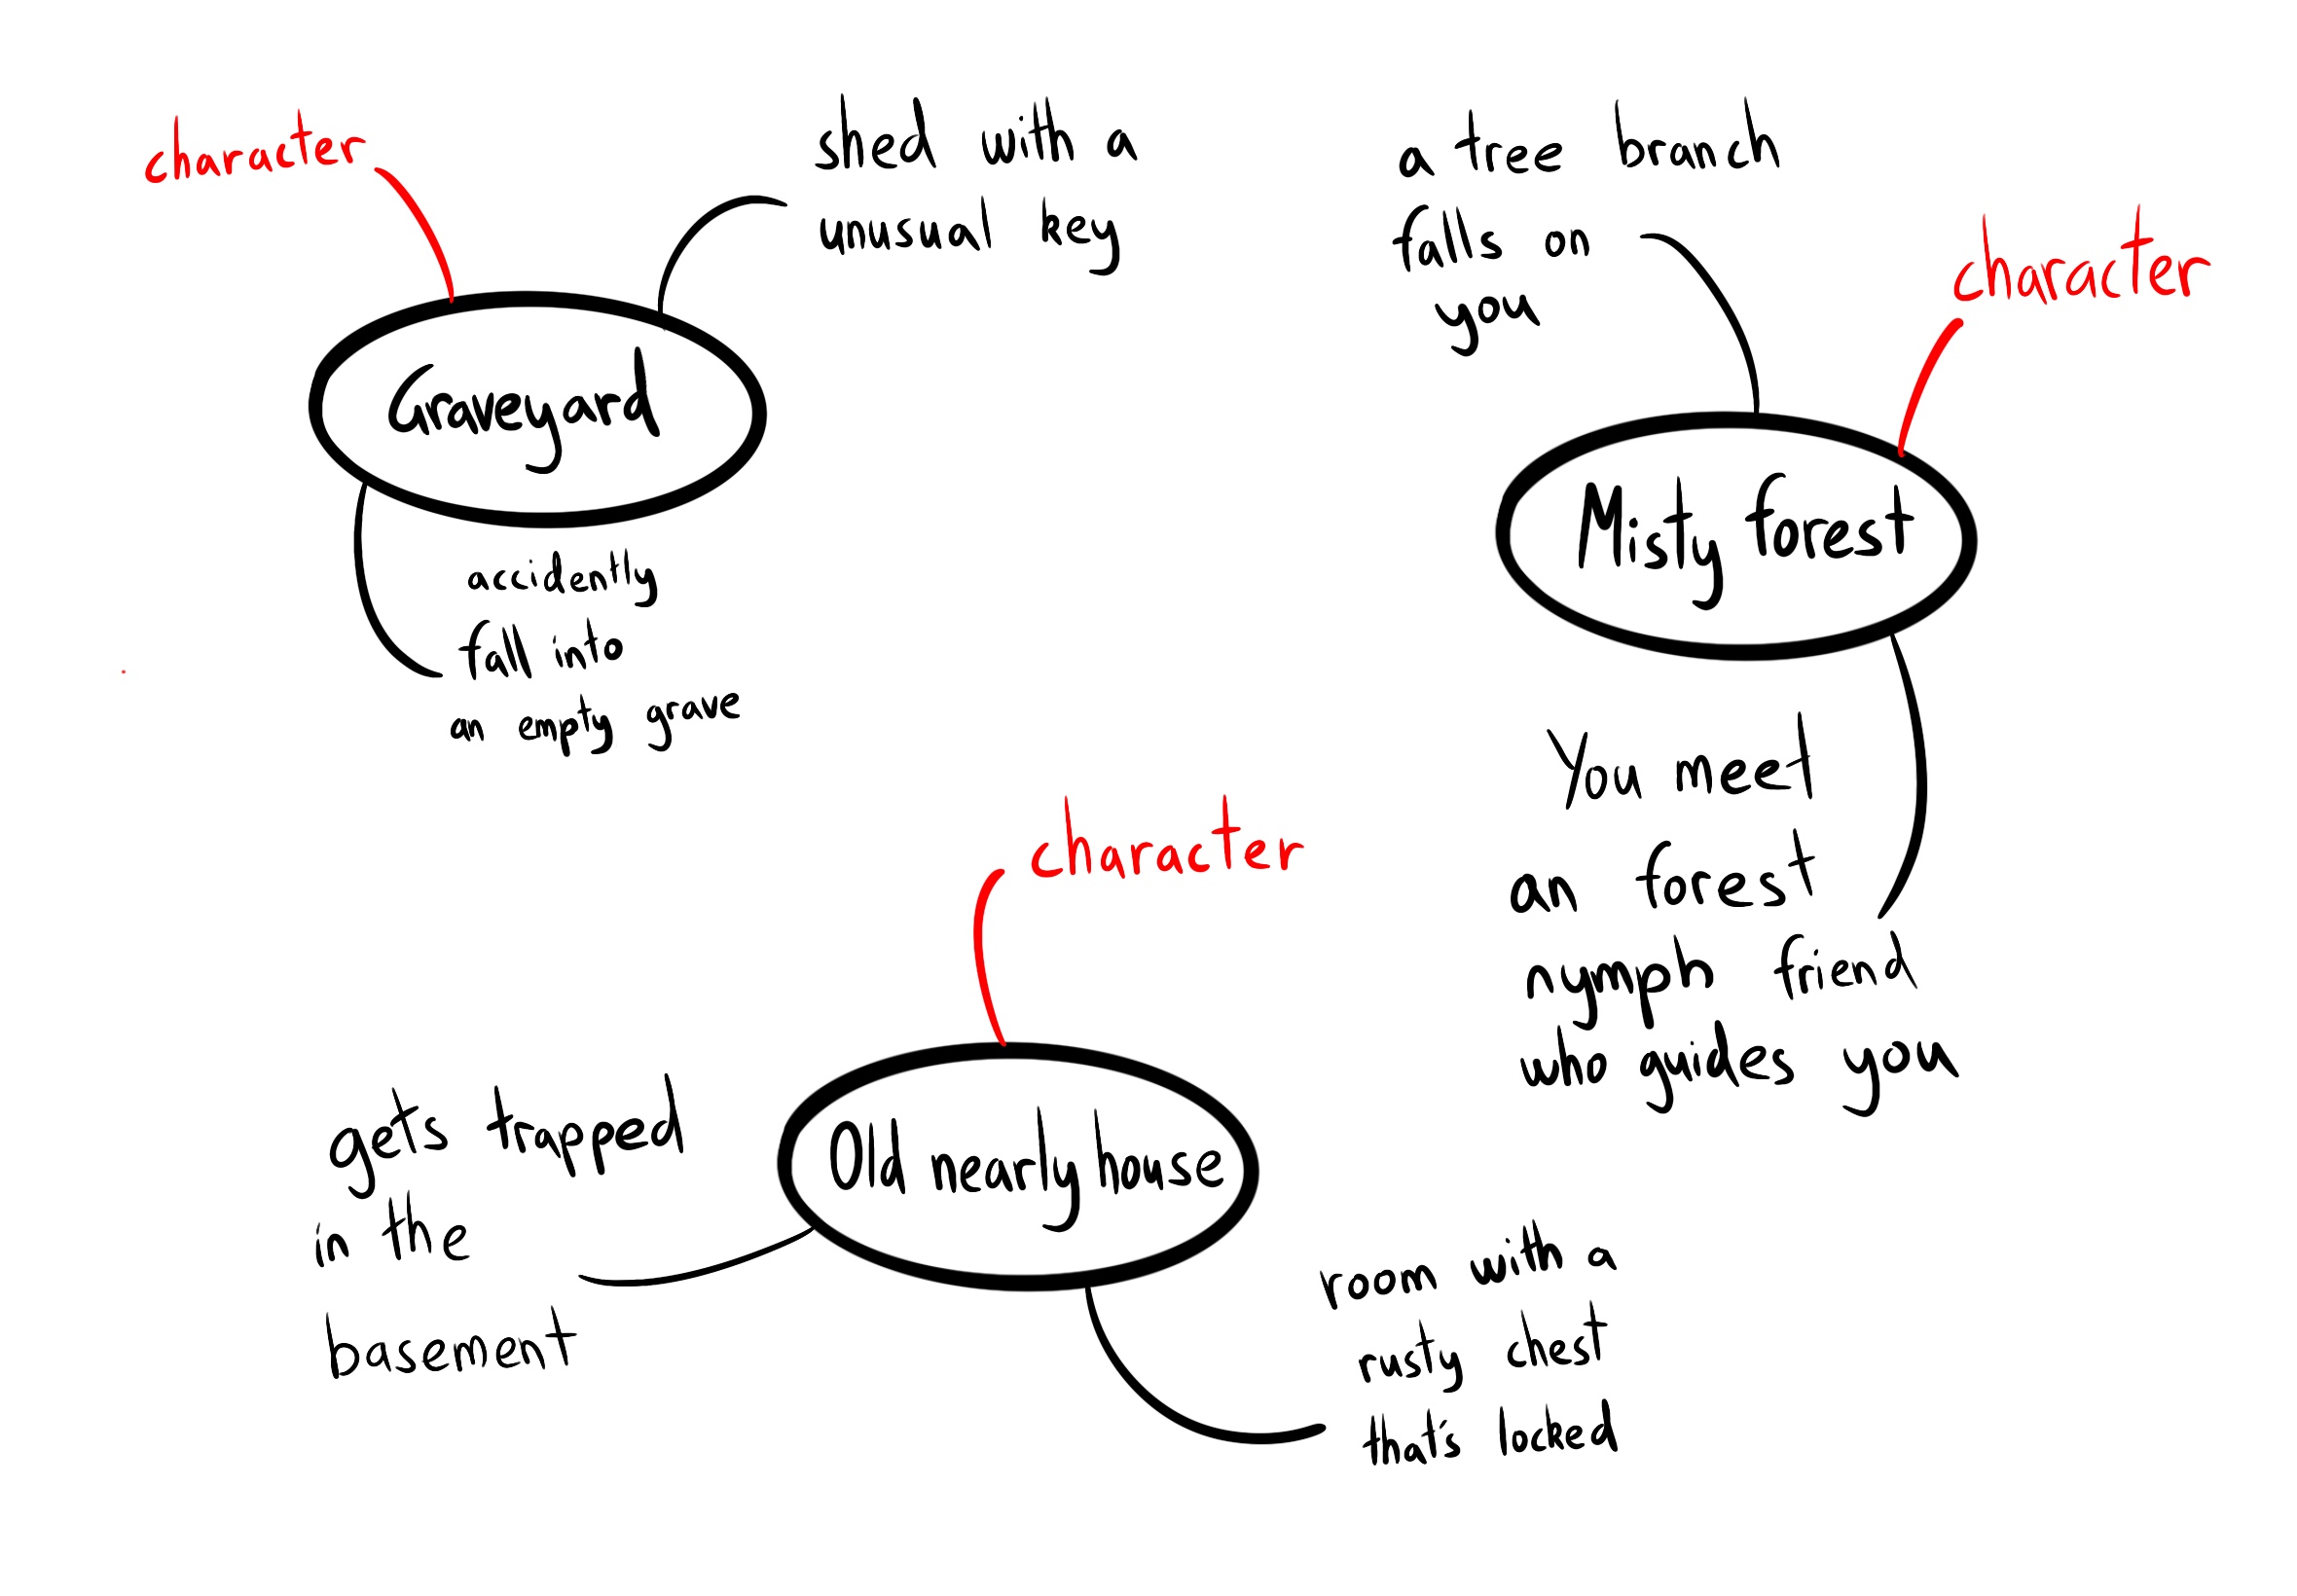 character
shed with a
unusual key
Graveyard
accidently
fall into
an empty grave
a tree branch
falls on
you
character
Misty forest
You meet
an forest
nymph friend
who guides you
character
Old nearly house
gets trapped
in the
basement
room with a
rusty chest
that's locked